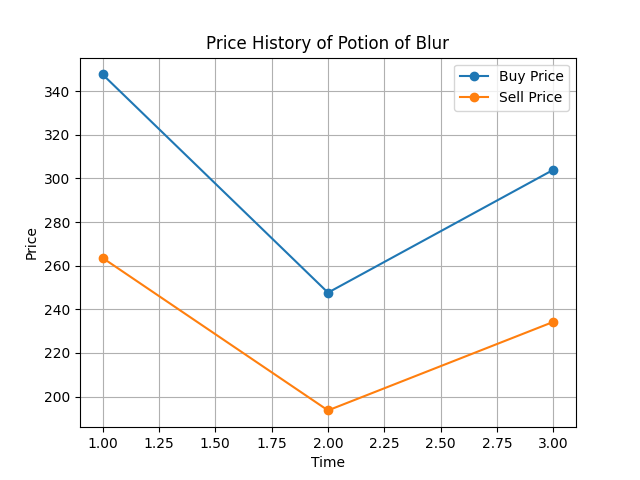 Price History of Potion of Blur
Buy Price
Sell Price
340
320
300
280
260
240
220
200
Price
1.00 1.25 1.50 1.75 2.00 2.25 2.50 2.75 3.00
Time